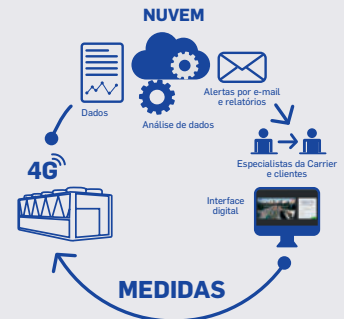 NUVEM
Dados
Análise de dados
Alertas por e-mail
e relatórios
Especialistas da Carrier
e clientes
Interface
digital
4G
MEDIDAS